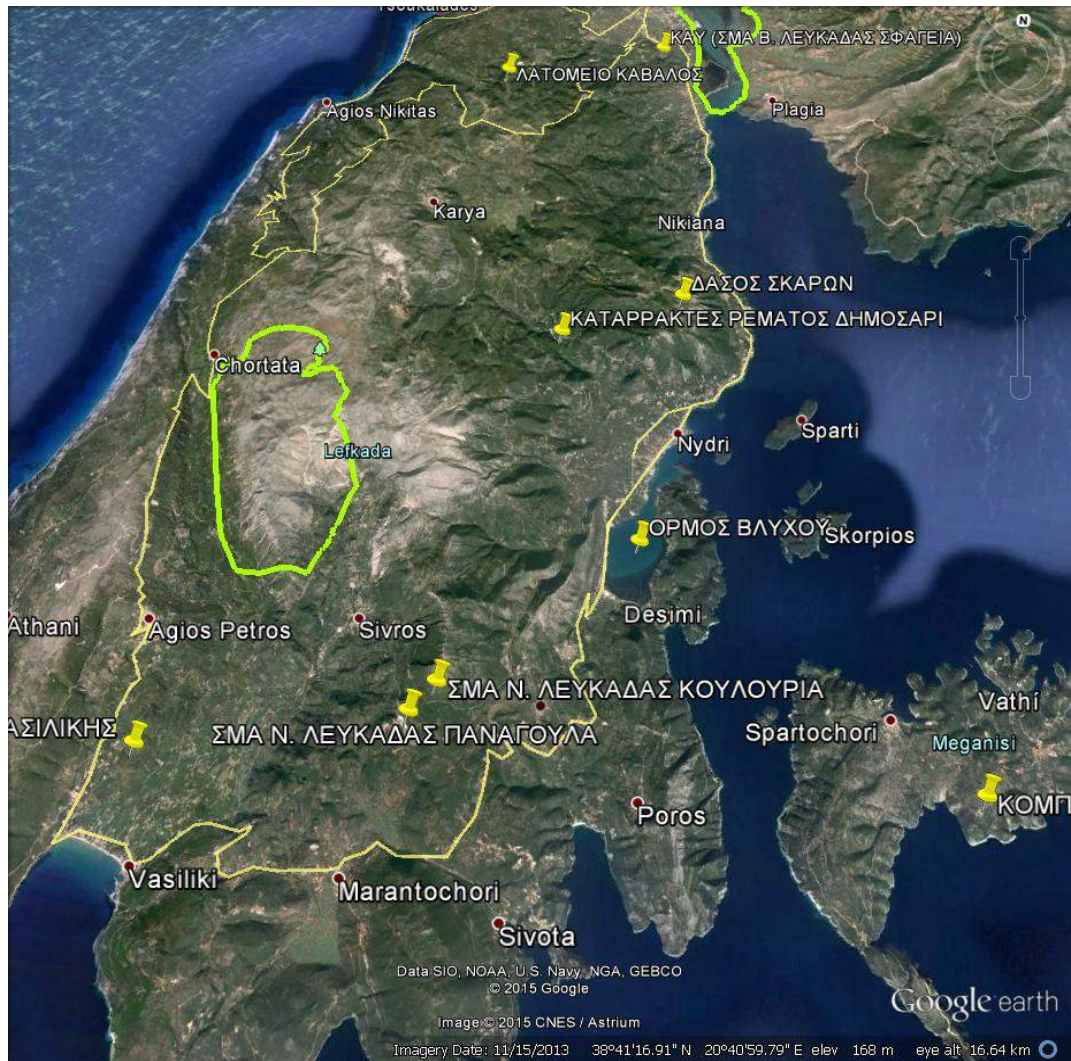 Tsoukalades
ΚΑΥ (ΣΜΑ Β. ΛΕΥΚΑΔΑΣ ΣΦΑΓΕΙΑ)
N
ΛΑΤΟΜΕΙΟ ΚΑΒΑΛΟΣ
Agios Nikitas
Plagia
Karya
Nikiana
ΔΑΣΟΣ ΣΚΑΡΩΝ
ΚΑΤΑΡΡΑΚΤΕΣ ΡΕΜΑΤΟΣ ΔΗΜΟΣΑΡΙ
Chortata
Lefkada
Nydri
Sparti
ΟΡΜΟΣ ΒΛΥΧΟΥ
Skorpios
Desimi
Athani
Agios Petros
Sivros
ΣΜΑ Ν. ΛΕΥΚΑΔΑΣ ΚΟΥΛΟΥΡΙΑ
Vathí
ΑΣΙΛΙΚΗΣ
ΣΜΑ Ν. ΛΕΥΚΑΔΑΣ ΠΑΝΑΓΟΥΛΑ
Spartochori
Meganisi
ΚΟΜΠ
Poros
Vasiliki
Marantochori
Sivota
Data SIO, NOAA, U.S. Navy, NGA, GEBCO
© 2015 Google
Image © 2015 CNES / Astrium
Google earth
Imagery Date: 11/15/2013 38°41'16.91" N 20°40'59.79" E elev 168 m eye alt 16.64 km